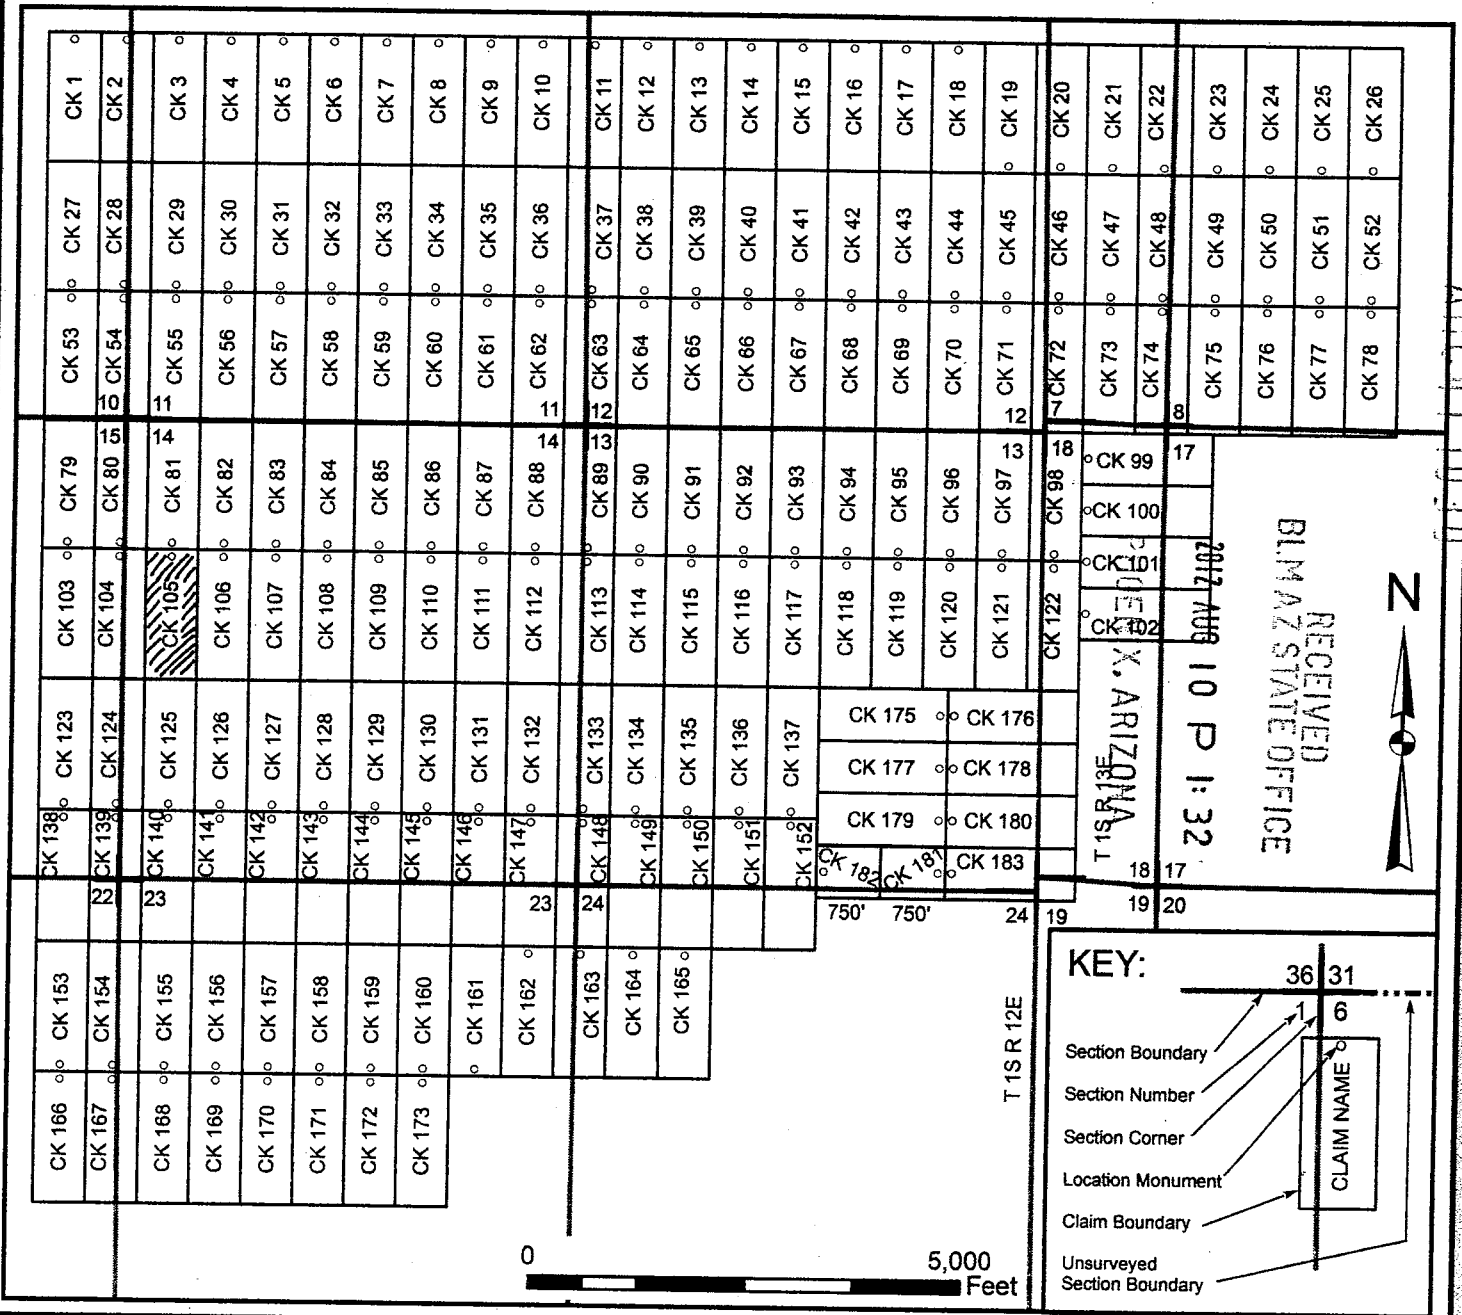 CK 1 CK 2 CK 3 CK 4 CK 5 CK 6 CK 7 CK 8 CK 9 CK 10 CK 11 CK 12 CK 13 CK 14 CK 15 CK 16 CK 17 CK 18 CK 19 CK 20 CK 21 CK 22 CK 23 CK 24 CK 25 CK 26
CK 27 CK 28 CK 29 CK 30 CK 31 CK 32 CK 33 CK 34 CK 35 CK 36 CK 37 CK 38 CK 39 CK 40 CK 41 CK 42 CK 43 CK 44 CK 45 CK 46 CK 47 CK 48 CK 49 CK 50 CK 51 CK 52
CK 53 CK 54 CK 55 CK 56 CK 57 CK 58 CK 59 CK 60 CK 61 CK 62 CK 63 CK 64 CK 65 CK 66 CK 67 CK 68 CK 69 CK 70 CK 71 CK 72 CK 73 CK 74 CK 75 CK 76 CK 77 CK 78
10 11 11 12 12 7 8
15 14 14 13 13 18 17
CK 79 CK 80 CK 81 CK 82 CK 83 CK 84 CK 85 CK 86 CK 87 CK 88 CK 89 CK 90 CK 91 CK 92 CK 93 CK 94 CK 95 CK 96 CK 97 CK 98
CK 99
CK 100
CK 101
CK 102
CK 103 CK 104 CK 105 CK 106 CK 107 CK 108 CK 109 CK 110 CK 111 CK 112 CK 113 CK 114 CK 115 CK 116 CK 117 CK 118 CK 119 CK 120 CK 121 CK 122
RECEIVED
BLM AZ STATE OFFICE
2012 AUG 10 P 1:32
ARIZONA
N
CK 123 CK 124 CK 125 CK 126 CK 127 CK 128 CK 129 CK 130 CK 131 CK 132 CK 133 CK 134 CK 135 CK 136 CK 137
CK 175 CK 176
CK 177 CK 178
CK 179 CK 180
CK 182 CK 181 CK 183
CK 138 CK 139 CK 140 CK 141 CK 142 CK 143 CK 144 CK 145 CK 146 CK 147 CK 148 CK 149 CK 150 CK 151 CK 152
T 1S R 13E
18 17
22 23 23 24 750' 750' 24 19 19 20
CK 153 CK 154 CK 155 CK 156 CK 157 CK 158 CK 159 CK 160 CK 161 CK 162 CK 163 CK 164 CK 165
T 1S R 12E
CK 166 CK 167 CK 168 CK 169 CK 170 CK 171 CK 172 CK 173
KEY:
36 31
1 6
Section Boundary
Section Number
Section Corner
Location Monument
Claim Boundary
Unsurveyed
Section Boundary
CLAIM NAME
0 5,000
Feet